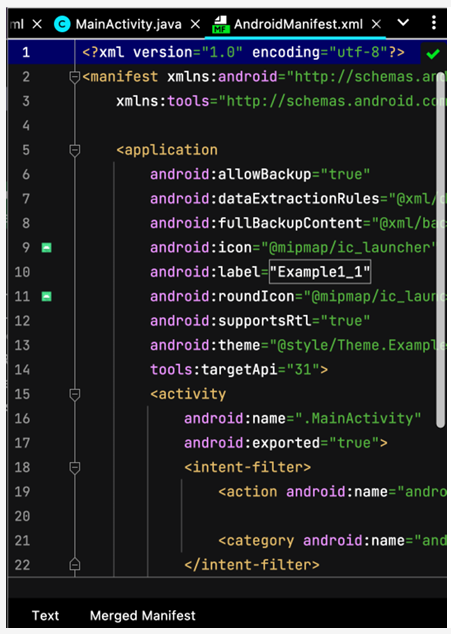 ml × MainActivity.java × AndroidManifest.xml ×
MF
1 <?xml version="1.0" encoding="utf-8"?>
2 <manifest xmlns:android="http://schemas.an
3 xmlns:tools="http://schemas.android.com
4
5 <application
6 android:allowBackup="true"
7 android:dataExtractionRules="@xml/d
8 android:fullBackupContent="@xml/bac
9 android:icon="@mipmap/ic_launcher"
10 android:label="Example1_1"
11 android:roundIcon="@mipmap/ic_launc
12 android:supportsRtl="true"
13 android:theme="@style/Theme.Example
14 tools:targetApi="31">
15 <activity
16 android:name=".MainActivity"
17 android:exported="true">
18 <intent-filter>
19 <action android:name="andro
20
21 <category android:name="and
22 </intent-filter>
Text Merged Manifest